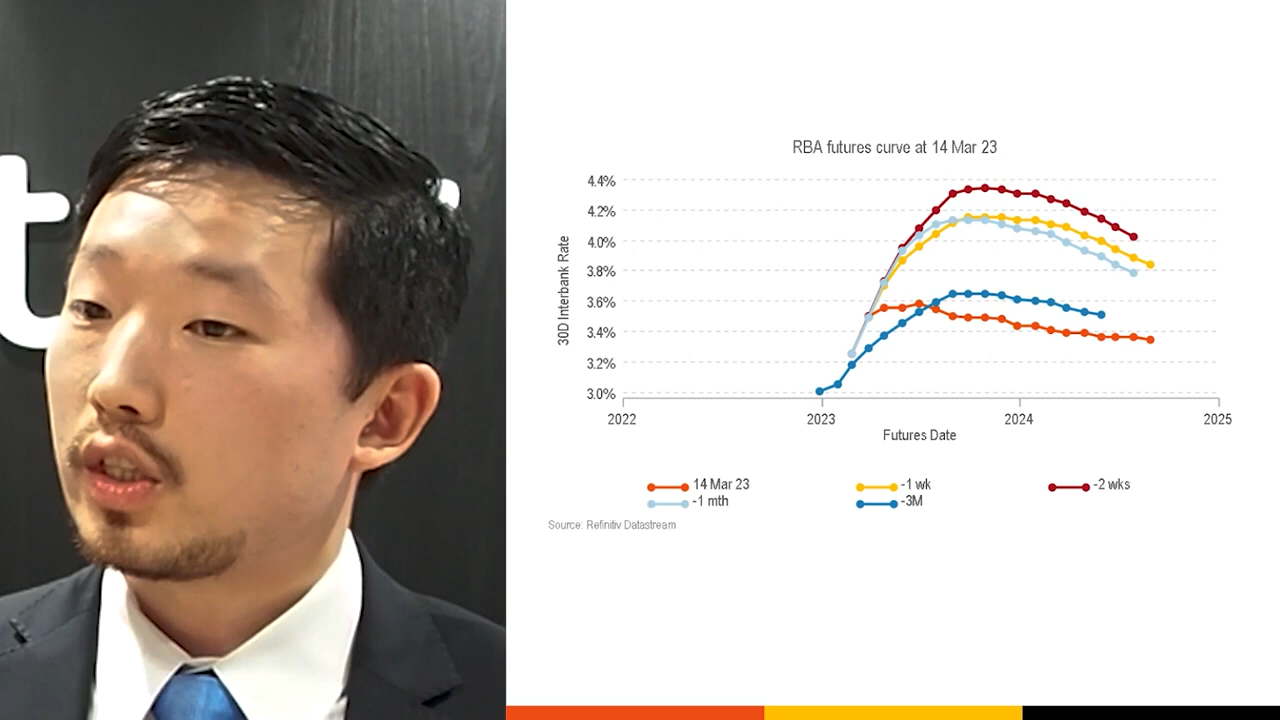 t
RBA futures curve at 14 Mar 23
4.4%
4.2%
4.0%
3.8%
3.6%
3.4%
3.2%
3.0%
30D Interbank Rate
2022 2023 2024 2025
Futures Date
14 Mar 23 -1 wk -2 wks
-1 mth -3M
Source: Refinitiv Datastream